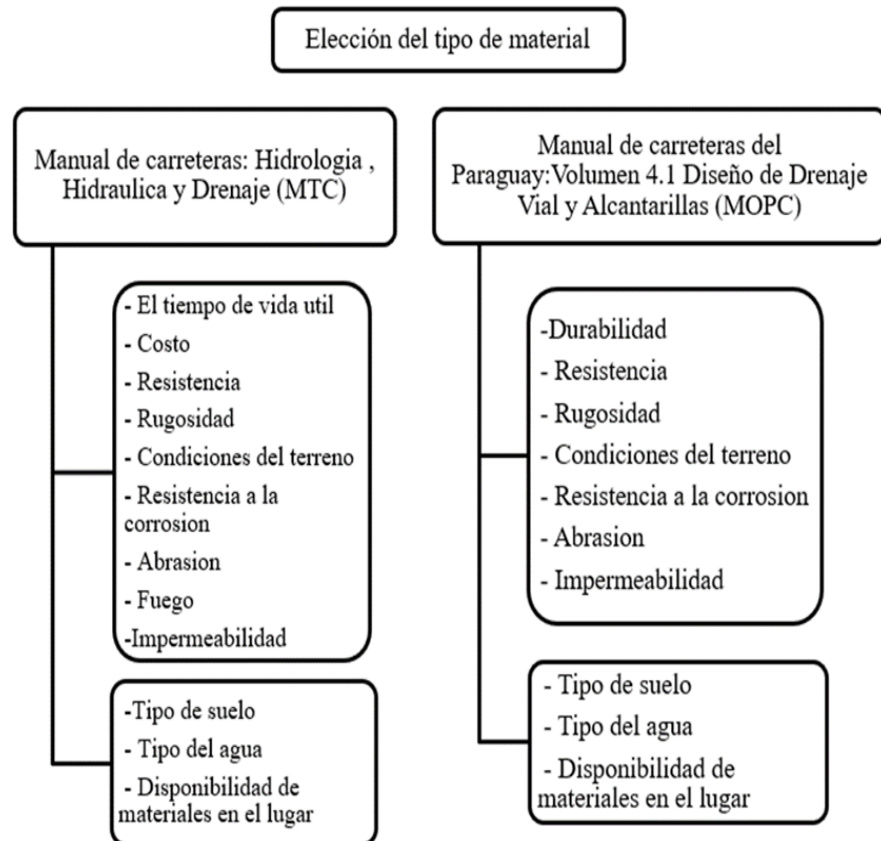 Elección del tipo de material
Manual de carreteras: Hidrologia ,
Hidraulica y Drenaje (MTC)
- El tiempo de vida util
- Costo
- Resistencia
- Rugosidad
- Condiciones del terreno
- Resistencia a la
corrosion
- Abrasion
- Fuego
-Impermeabilidad
-Tipo de suelo
- Tipo del agua
- Disponibilidad de
materiales en el lugar
Manual de carreteras del
Paraguay:Volumen 4.1 Diseño de Drenaje
Vial y Alcantarillas (MOPC)
-Durabilidad
- Resistencia
- Rugosidad
- Condiciones del terreno
- Resistencia a la corrosion
- Abrasion
- Impermeabilidad
- Tipo de suelo
- Tipo del agua
- Disponibilidad de
materiales en el lugar